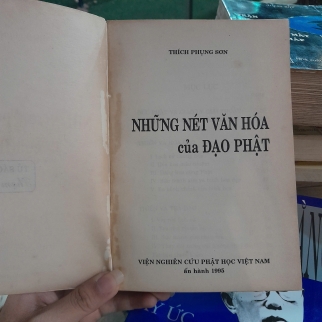 THÍCH PHỤNG SƠN
NHỮNG NÉT VĂN HÓA
của ĐẠO PHẬT
VIỆN NGHIÊN CỨU PHẬT HỌC VIỆT NAM
ấn hành 1995
Y ÚC